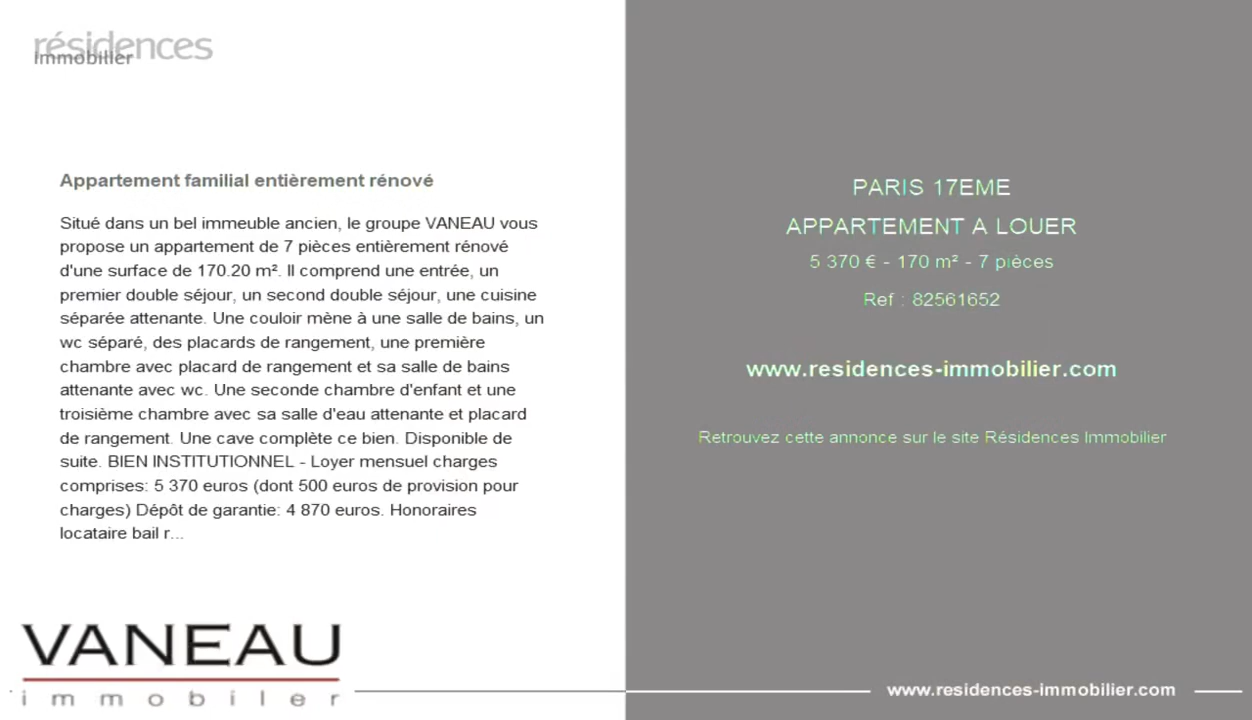 résidences
immobilier
Appartement familial entièrement rénové
Situé dans un bel immeuble ancien, le groupe VANEAU vous
propose un appartement de 7 pièces entièrement rénové
d'une surface de 170.20 m². Il comprend une entrée, un
premier double séjour, un second double séjour, une cuisine
séparée attenante. Une couloir mène à une salle de bains, un
wc séparé, des placards de rangement, une première
chambre avec placard de rangement et sa salle de bains
attenante avec wc. Une seconde chambre d'enfant et une
troisième chambre avec sa salle d'eau attenante et placard
de rangement. Une cave complète ce bien. Disponible de
suite. BIEN INSTITUTIONNEL - Loyer mensuel charges
comprises: 5 370 euros (dont 500 euros de provision pour
charges) Dépôt de garantie: 4 870 euros. Honoraires
locataire bail r...
VANEAU
immobiler
PARIS 17EME
APPARTEMENT A LOUER
5 370 € - 170 m² - 7 pièces
Ref : 82561652
www.residences-immobilier.com
Retrouvez cette annonce sur le site Résidences Immobilier
www.residences-immobilier.com